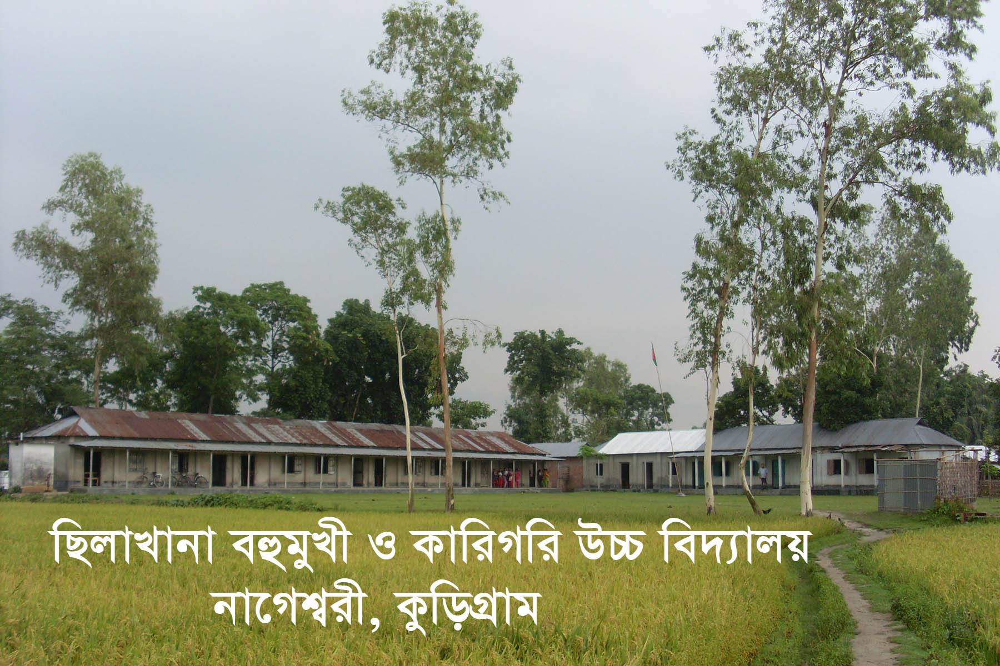 ছিলাখানা বহুমুখী ও কারিগরি উচ্চ বিদ্যালয়
নাগেশ্বরী, কুড়িগ্রাম